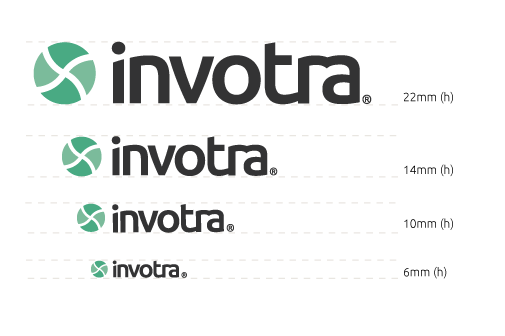 invotra®
22mm (h)
invotra®
14mm (h)
invotra®
10mm (h)
invotra®
6mm (h)